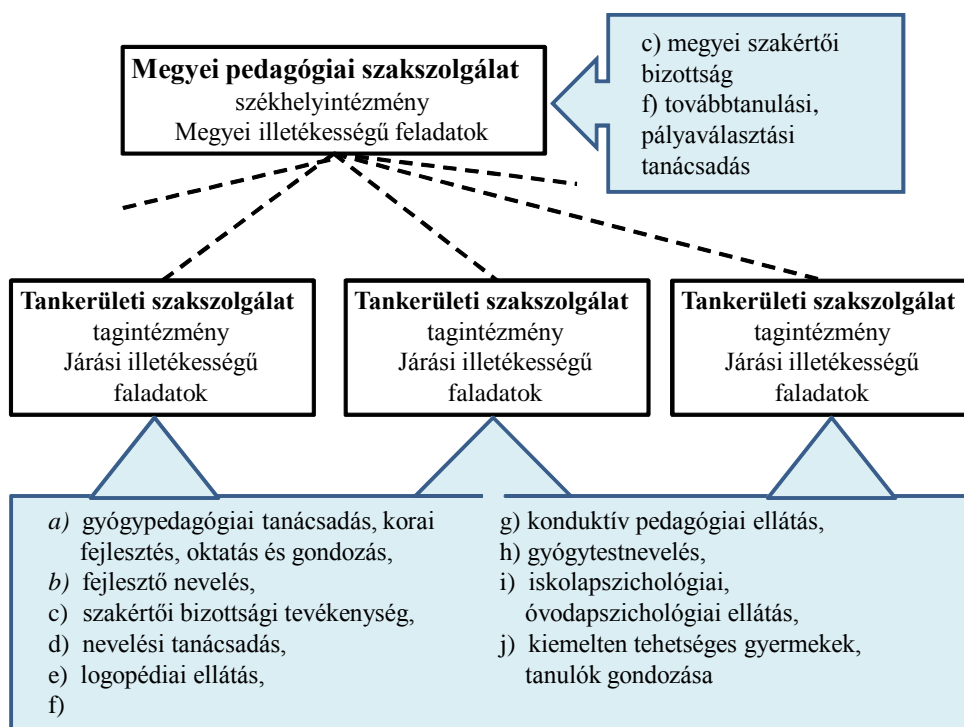 Megyei pedagógiai szakszolgálat
székhelyintézmény
Megyei illetékességű feladatok
c) megyei szakértői
bizottság
f) továbbtanulási,
pályaválasztási
tanácsadás
Tankerületi szakszolgálat
tagintézmény
Járási illetékességű
faladatok
Tankerületi szakszolgálat
tagintézmény
Járási illetékességű
faladatok
Tankerületi szakszolgálat
tagintézmény
Járási illetékességű
faladatok
a) gyógypedagógiai tanácsadás, korai
fejlesztés, oktatás és gondozás,
b) fejlesztő nevelés,
c) szakértői bizottsági tevékenység,
d) nevelési tanácsadás,
e) logopédiai ellátás,
f)
g) konduktív pedagógiai ellátás,
h) gyógytestnevelés,
i) iskolapszichológiai,
óvodapszichológiai ellátás,
j) kiemelten tehetséges gyermekek,
tanulók gondozása